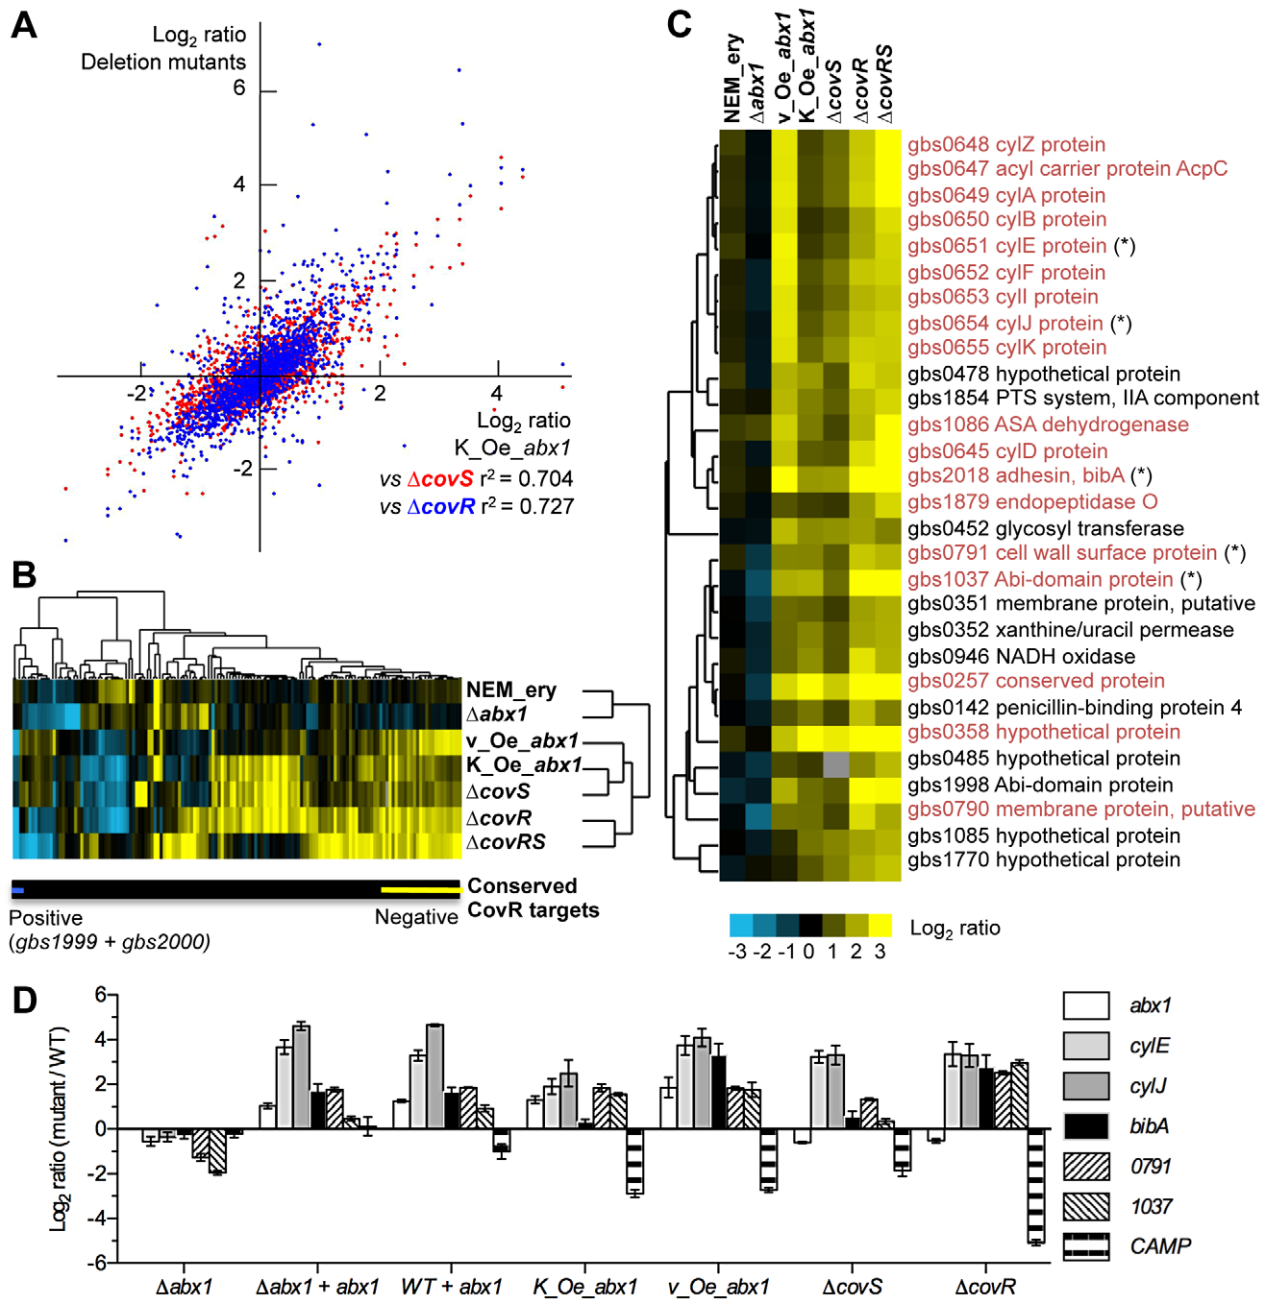 A
Log2 ratio
Deletion mutants
6
4
2
-2
2
4
-2
Log2 ratio
K_Oe_abx1
vs ΔcovS r2 = 0.704
vs ΔcovR r2 = 0.727
B
NEM_ery
Δabx1
v_Oe_abx1
K_Oe_abx1
ΔcovS
ΔcovR
ΔcovRS
Conserved
CovR targets
Positive
(gbs1999 + gbs2000)
Negative
C
NEM_ery
Δabx1
v_Oe_abx1
K_Oe_abx1
ΔcovS
ΔcovR
ΔcovRS
gbs0648 cylZ protein
gbs0647 acyl carrier protein AcpC
gbs0649 cylA protein
gbs0650 cylB protein
gbs0651 cylE protein (*)
gbs0652 cylF protein
gbs0653 cylI protein
gbs0654 cylJ protein (*)
gbs0655 cylK protein
gbs0478 hypothetical protein
gbs1854 PTS system, IIA component
gbs1086 ASA dehydrogenase
gbs0645 cylD protein
gbs2018 adhesin, bibA (*)
gbs1879 endopeptidase O
gbs0452 glycosyl transferase
gbs0791 cell wall surface protein (*)
gbs1037 Abi-domain protein (*)
gbs0351 membrane protein, putative
gbs0352 xanthine/uracil permease
gbs0946 NADH oxidase
gbs0257 conserved protein
gbs0142 penicillin-binding protein 4
gbs0358 hypothetical protein
gbs0485 hypothetical protein
gbs1998 Abi-domain protein
gbs0790 membrane protein, putative
gbs1085 hypothetical protein
gbs1770 hypothetical protein
-3 -2 -1 0 1 2 3
Log2 ratio
D
Log2 ratio (mutant / WT)
6
4
2
0
-2
-4
-6
Δabx1
Δabx1 + abx1
WT + abx1
K_Oe_abx1
v_Oe_abx1
ΔcovS
ΔcovR
abx1
cylE
cylJ
bibA
0791
1037
CAMP